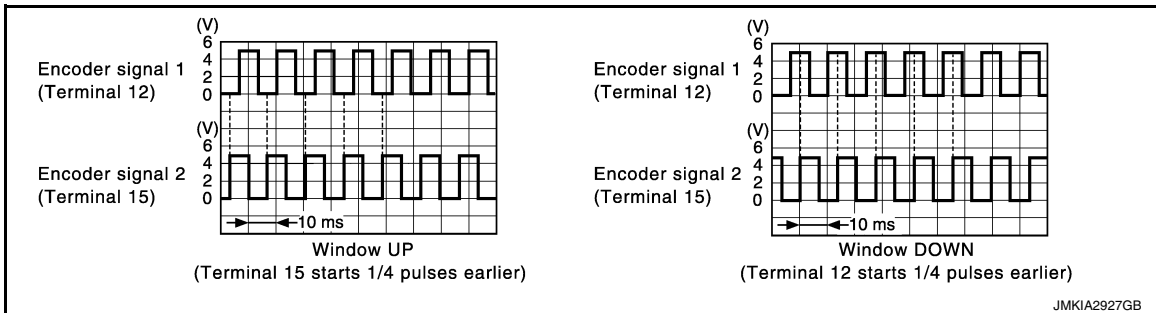 (V)
6
4
2
0
Encoder signal 1
(Terminal 12)
(V)
6
4
2
0
Encoder signal 2
(Terminal 15)
10 ms
Window UP
(Terminal 15 starts 1/4 pulses earlier)
(V)
6
4
2
0
Encoder signal 1
(Terminal 12)
(V)
6
4
2
0
Encoder signal 2
(Terminal 15)
10 ms
Window DOWN
(Terminal 12 starts 1/4 pulses earlier)
JMKIA2927GB